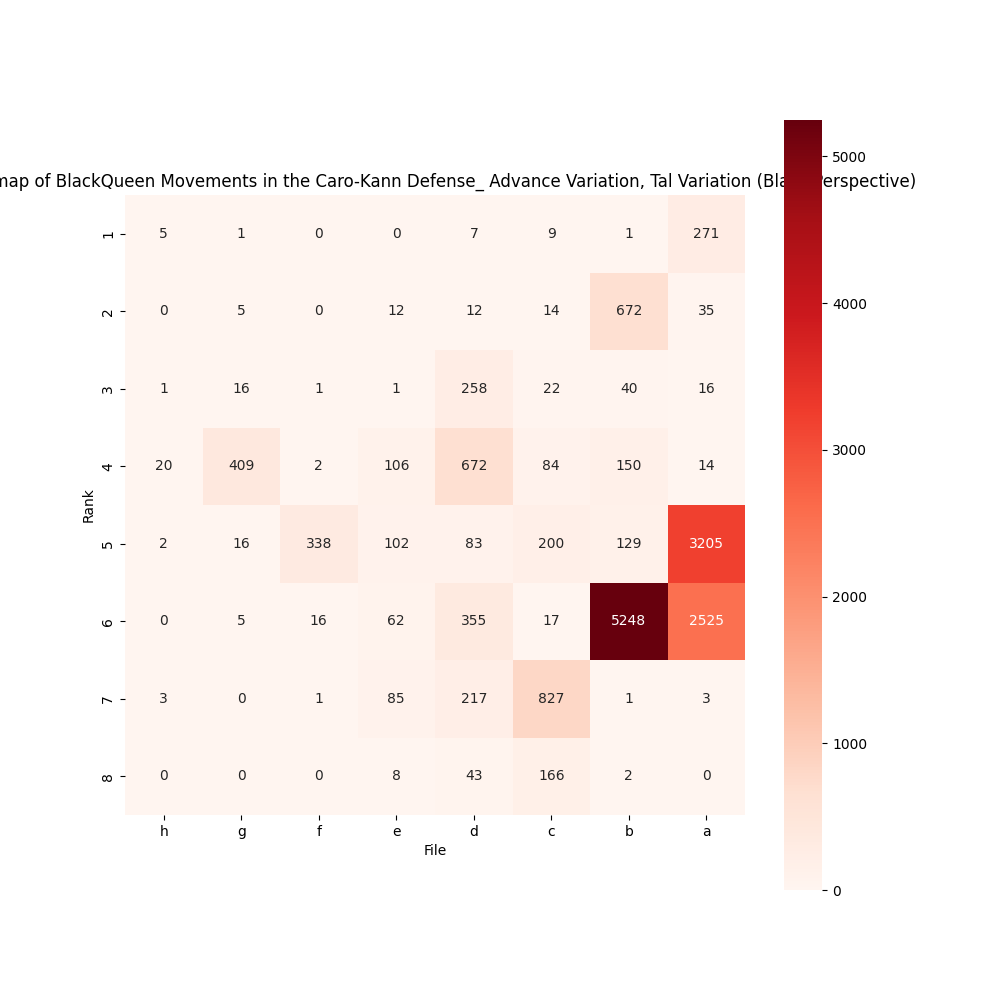 map of BlackQueen Movements in the Caro-Kann Defense_ Advance Variation, Tal Variation (Black Perspective)
1 5 1 0 0 7 9 1 271
2 0 5 0 12 12 14 672 35
3 1 16 1 1 258 22 40 16
4 20 409 2 106 672 84 150 14
5 2 16 338 102 83 200 129 3205
6 0 5 16 62 355 17 5248 2525
7 3 0 1 85 217 827 1 3
8 0 0 0 8 43 166 2 0
h g f e d c b a
File
Rank
5000
4000
3000
2000
1000
0